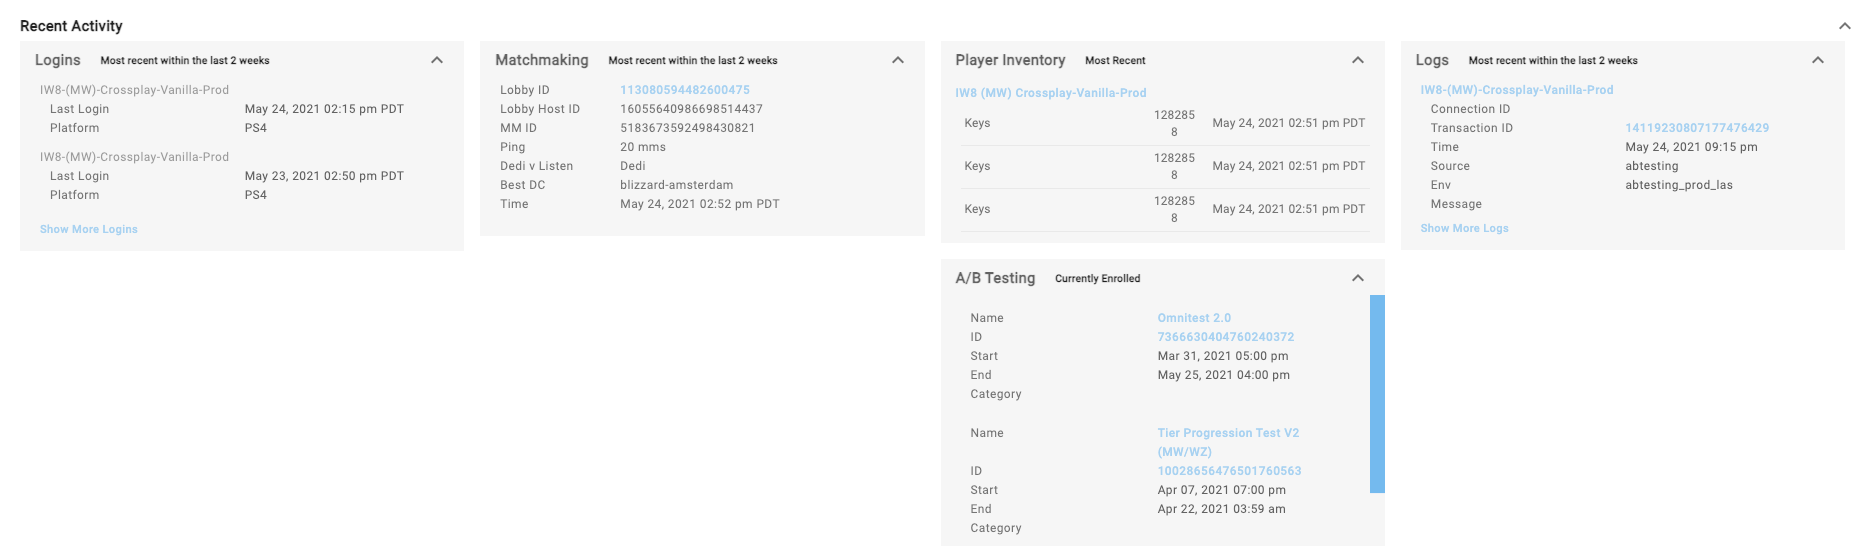 Recent Activity
Logins Most recent within the last 2 weeks
IW8-(MW)-Crossplay-Vanilla-Prod
Last Login May 24, 2021 02:15 pm PDT
Platform PS4
IW8-(MW)-Crossplay-Vanilla-Prod
Last Login May 23, 2021 02:50 pm PDT
Platform PS4
Show More Logins
Matchmaking Most recent within the last 2 weeks
Lobby ID 113080594482600475
Lobby Host ID 16055640986698514437
MM ID 5183673592498430821
Ping 20 mms
Dedi v Listen Dedi
Best DC blizzard-amsterdam
Time May 24, 2021 02:52 pm PDT
Player Inventory Most Recent
IW8 (MW) Crossplay-Vanilla-Prod
Keys 128285 May 24, 2021 02:51 pm PDT
8
Keys 128285 May 24, 2021 02:51 pm PDT
8
Keys 128285 May 24, 2021 02:51 pm PDT
8
A/B Testing Currently Enrolled
Name Omnitest 2.0
ID 7366630404760240372
Start Mar 31, 2021 05:00 pm
End May 25, 2021 04:00 pm
Category
Name Tier Progression Test V2
(MW/WZ)
ID 10028656476501760563
Start Apr 07, 2021 07:00 pm
End Apr 22, 2021 03:59 am
Category
Logs Most recent within the last 2 weeks
IW8-(MW)-Crossplay-Vanilla-Prod
Connection ID
Transaction ID 14119230807177476429
Time May 24, 2021 09:15 pm
Source abtesting
Env abtesting_prod_las
Message
Show More Logs